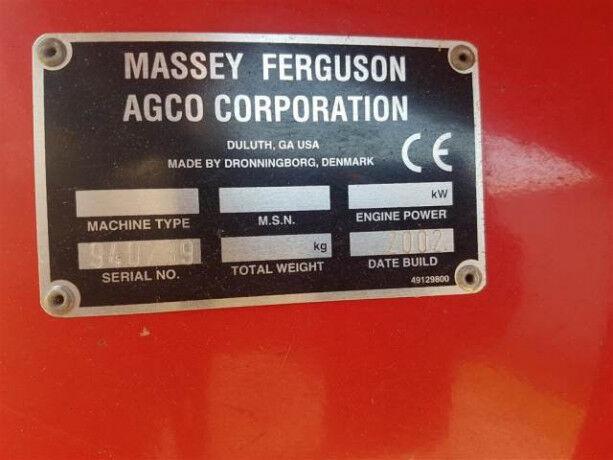 MASSEY FERGUSON
AGCO CORPORATION
DULUTH, GA USA
MADE BY DRONNINGBORG, DENMARK
CE
kW
MACHINE TYPE
M.S.N.
ENGINE POWER
kg
2002
SERIAL NO.
TOTAL WEIGHT
DATE BUILD
49129800